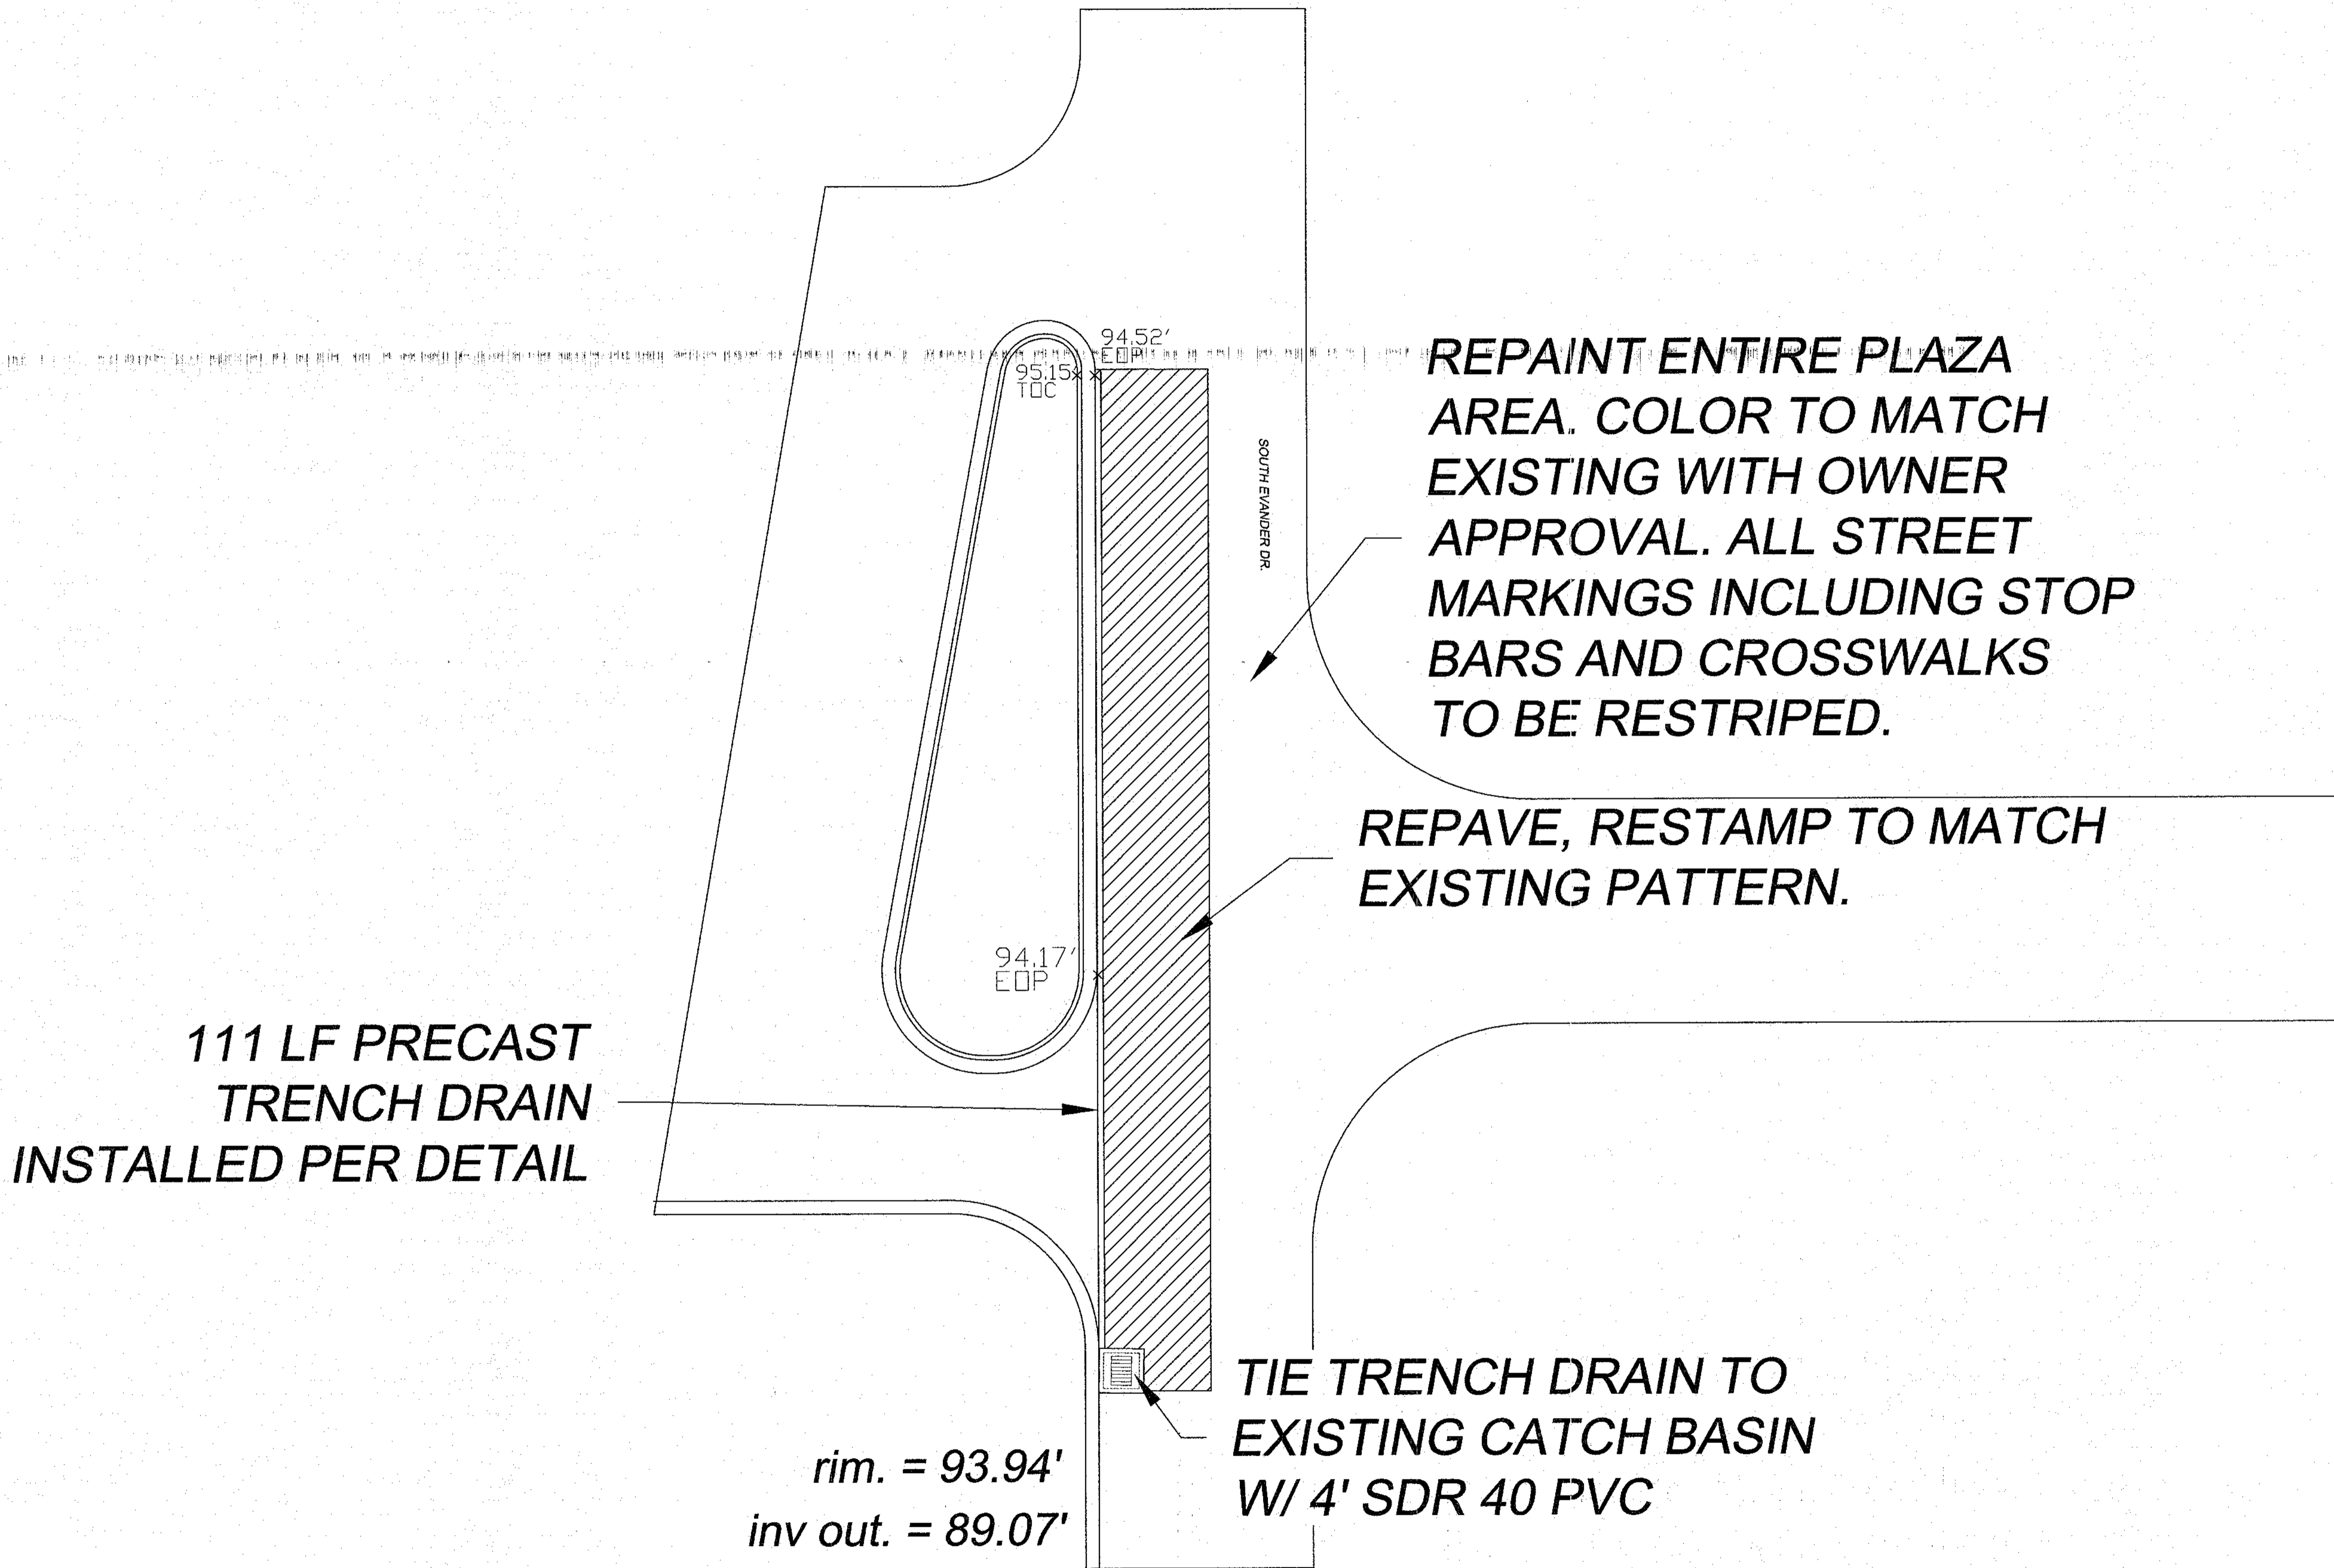 94.52'
EOP
95.15
TOC
SOUTH EVANDER DR.
REPAINT ENTIRE PLAZA
AREA. COLOR TO MATCH
EXISTING WITH OWNER
APPROVAL. ALL STREET
MARKINGS INCLUDING STOP
BARS AND CROSSWALKS
TO BE RESTRIPED.
REPAVE, RESTAMP TO MATCH
EXISTING PATTERN.
94.17'
EOP
111 LF PRECAST
TRENCH DRAIN
INSTALLED PER DETAIL
TIE TRENCH DRAIN TO
EXISTING CATCH BASIN
W/ 4' SDR 40 PVC
rim. = 93.94'
inv out. = 89.07'